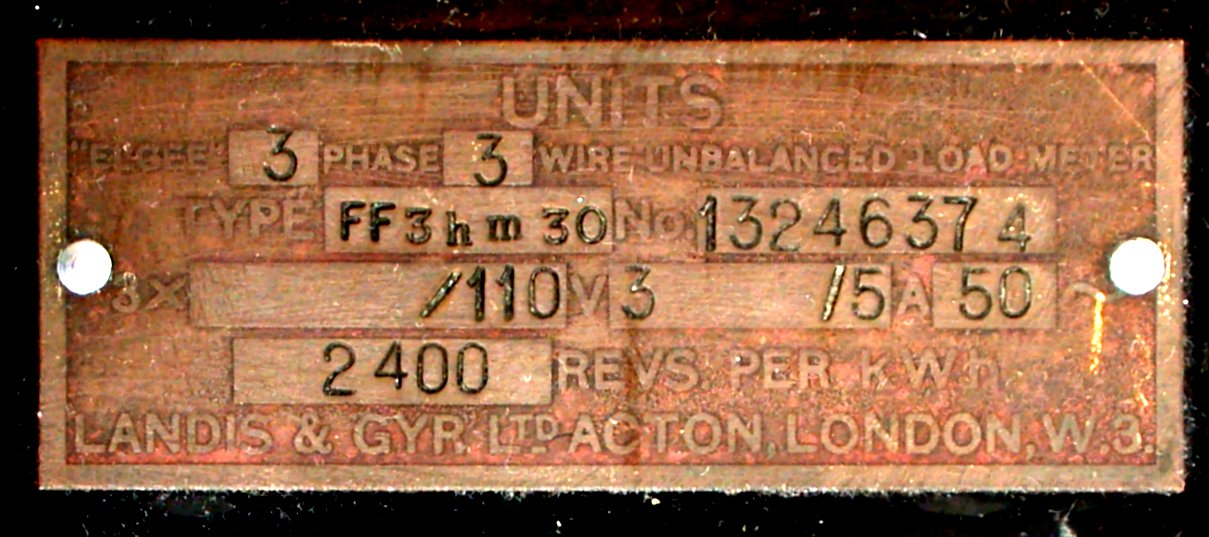 UNITS
"ELGEE" 3 PHASE 3 WIRE UNBALANCED LOAD METER
TYPE FF3hm30 No. 13246374
3× /110 V 3 /5 A 50 ~
2400 REVS. PER kWh
LANDIS & GYR. LTD ACTON, LONDON, W.3.